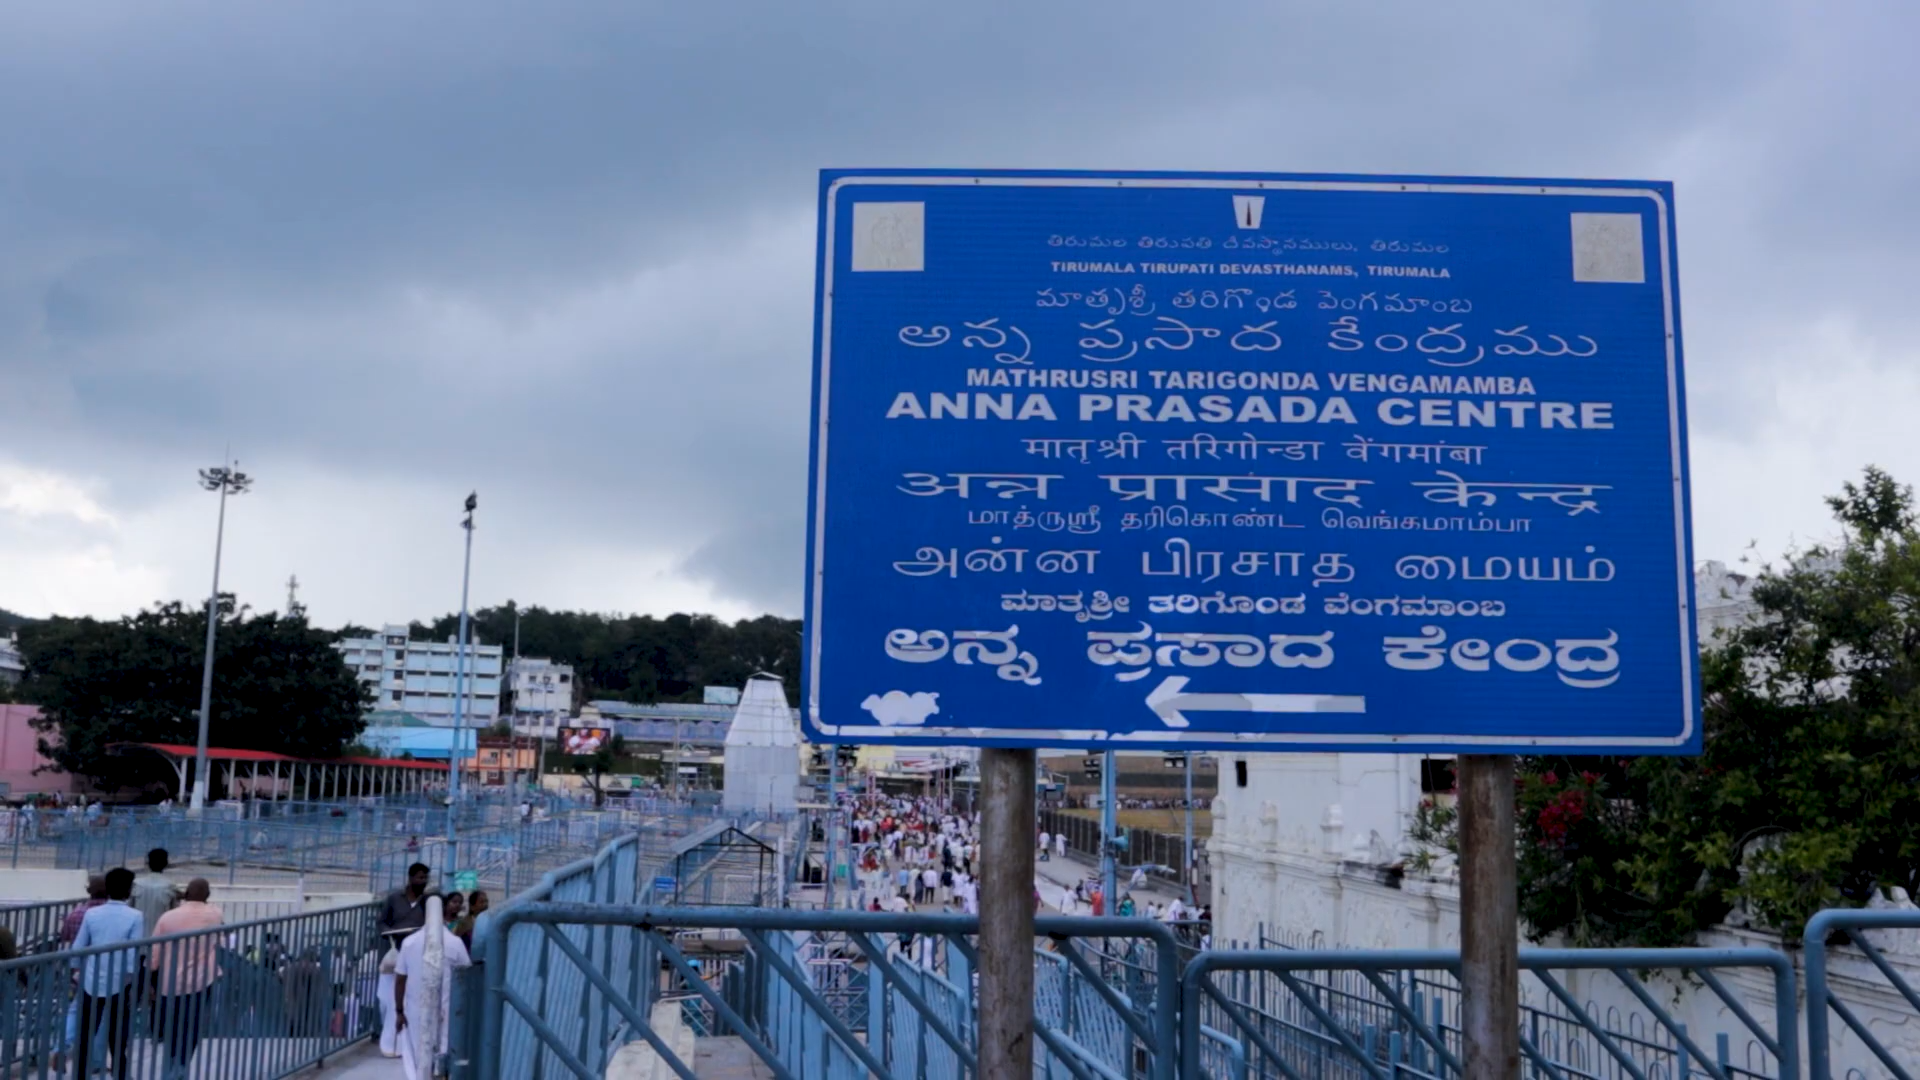 తిరుమల తిరుపతి దేవస్థానములు, తిరుమల
TIRUMALA TIRUPATI DEVASTHANAMS, TIRUMALA
మాతృశ్రీ తరిగొండ వెంగమాంబ
అన్న ప్రసాద కేంద్రము
MATHRUSRI TARIGONDA VENGAMAMBA
ANNA PRASADA CENTRE
मातृश्री तरिगोन्डा वेंगमांबा
अन्न प्रासाद केन्द्र
மாத்ருஸ்ரீ தரிகொண்ட வெங்கமாம்பா
அன்ன பிரசாத மையம்
ಮಾತೃಶ್ರೀ ತರಿಗೊಂಡ ವೆಂಗಮಾಂಬ
ಅನ್ನ ಪ್ರಸಾದ ಕೇಂದ್ರ